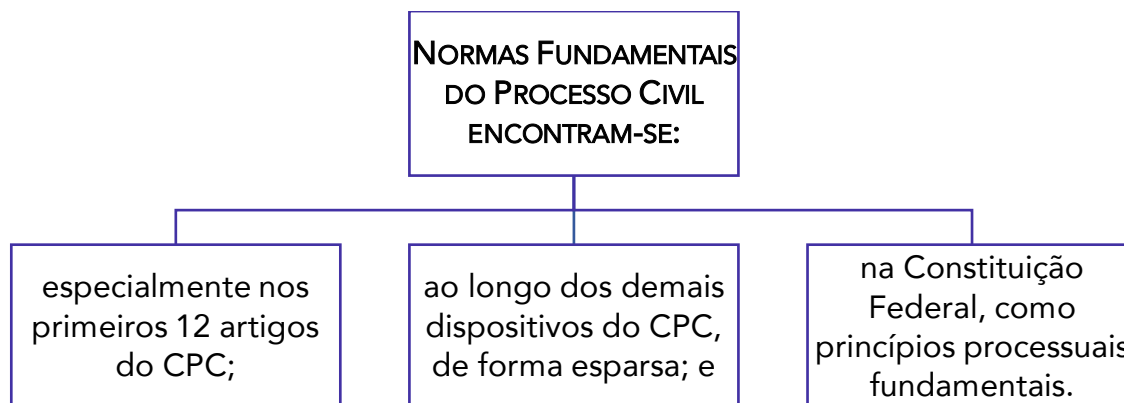 NORMAS FUNDAMENTAIS
DO PROCESSO CIVIL
ENCONTRAM-SE:
especialmente nos
primeiros 12 artigos
do CPC;
ao longo dos demais
dispositivos do CPC,
de forma esparsa; e
na Constituição
Federal, como
princípios processuais
fundamentais.